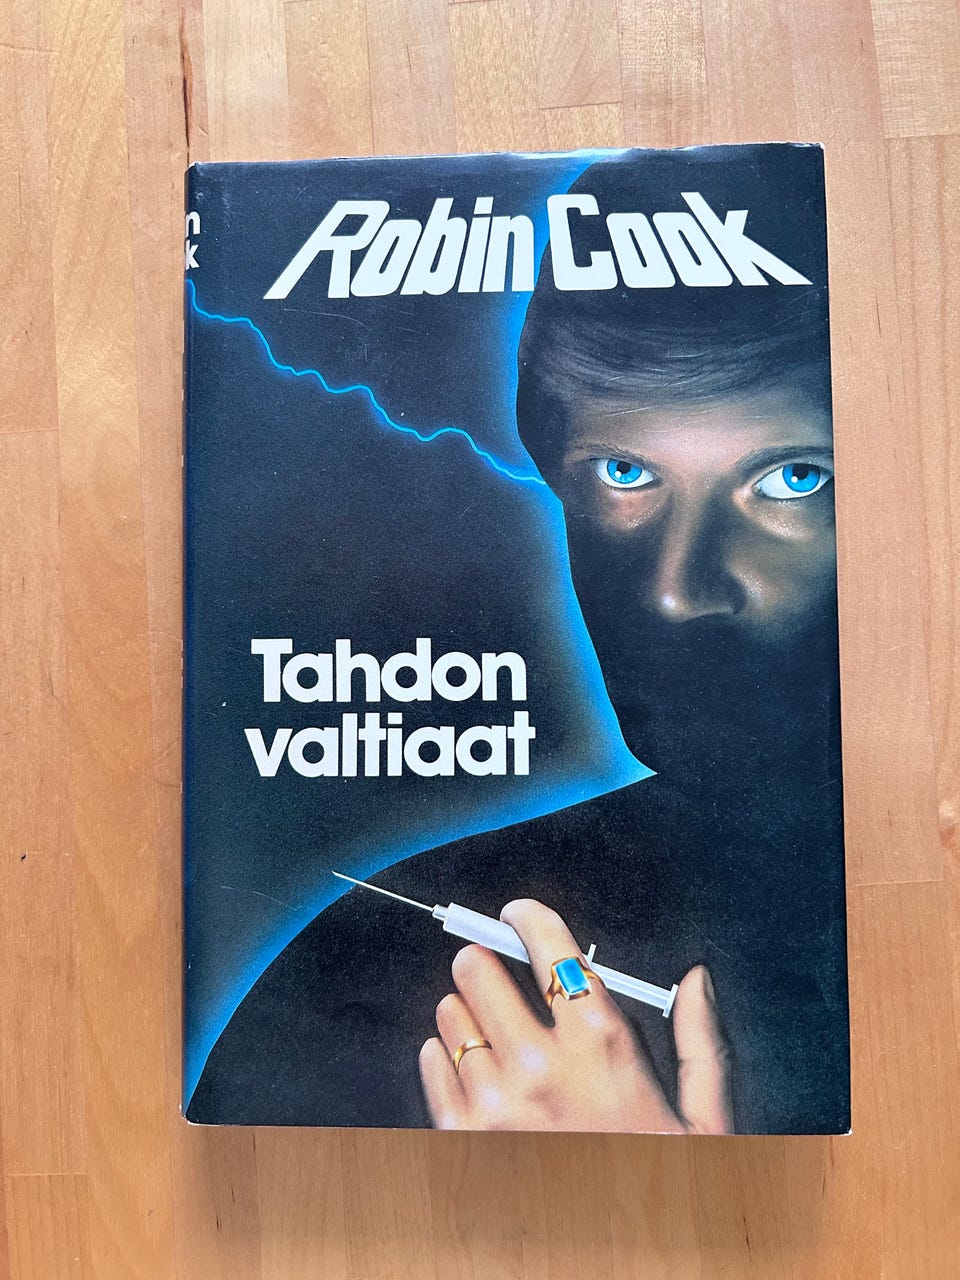 Robin Cook
n
k
Tahdon
valtiaat